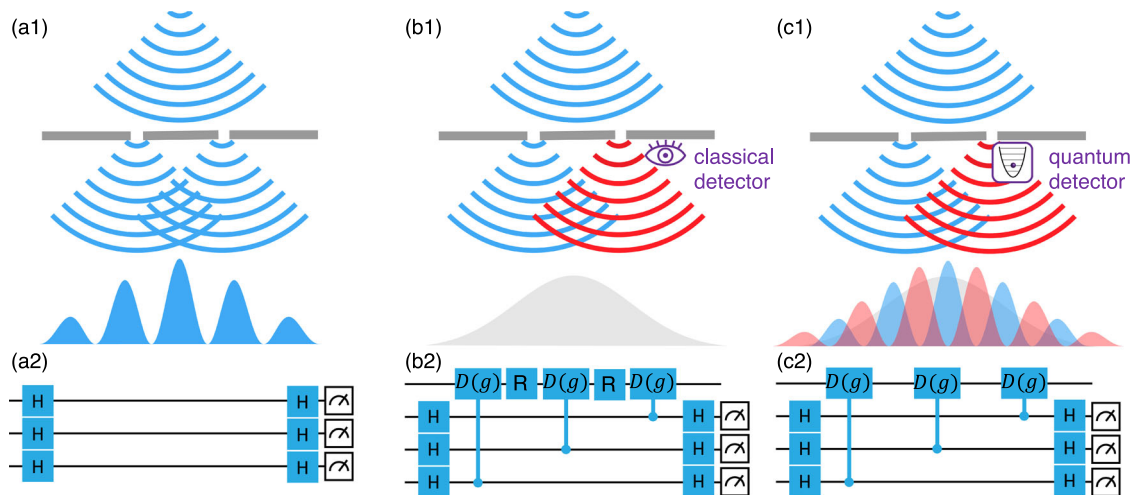 (a1)
(b1)
(c1)
classical
detector
quantum
detector
(a2)
(b2)
(c2)
D(g) R D(g) R D(g)
D(g) D(g) D(g)
H H
H H
H H
H H
H H
H H
H H
H H
H H